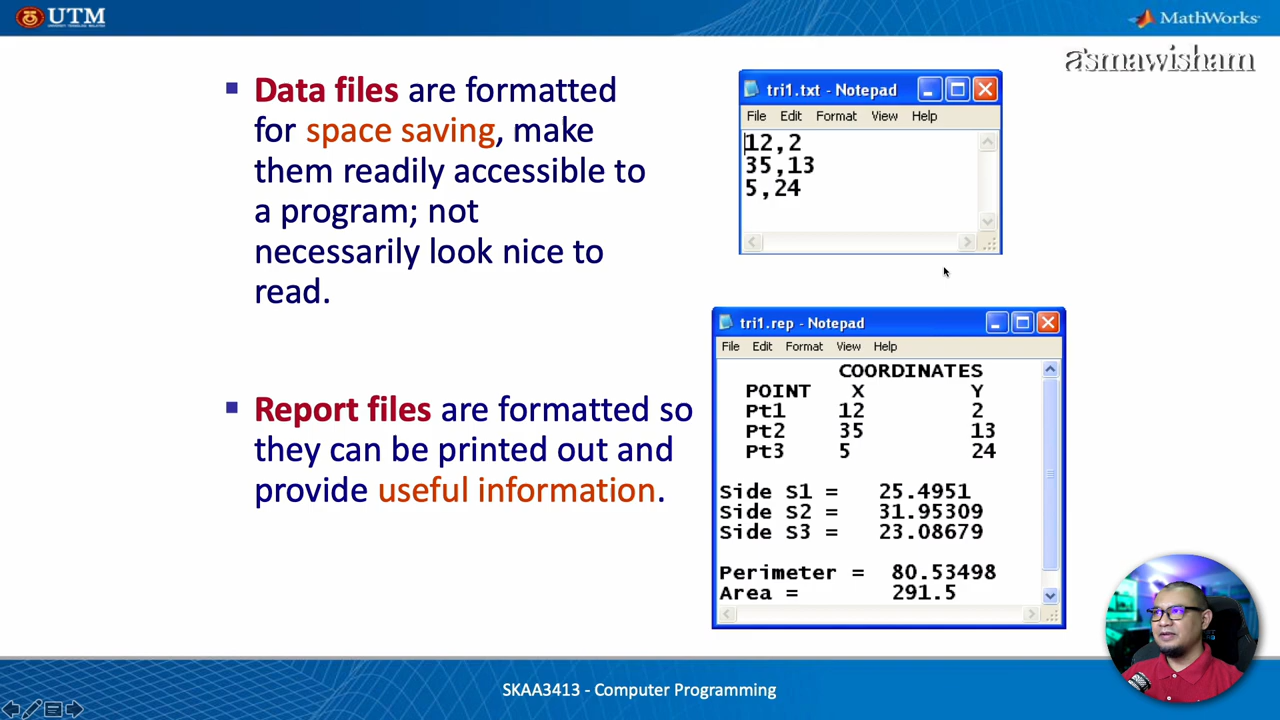 UTM
UNIVERSITI TEKNOLOGI MALAYSIA
MathWorks
asmawisham
▪ Data files are formatted
for space saving, make
them readily accessible to
a program; not
necessarily look nice to
read.
tri1.txt - Notepad
File Edit Format View Help
12,2
35,13
5,24
▪ Report files are formatted so
they can be printed out and
provide useful information.
tri1.rep - Notepad
File Edit Format View Help
COORDINATES
POINT X Y
Pt1 12 2
Pt2 35 13
Pt3 5 24
Side S1 = 25.4951
Side S2 = 31.95309
Side S3 = 23.08679
Perimeter = 80.53498
Area = 291.5
SKAA3413 - Computer Programming